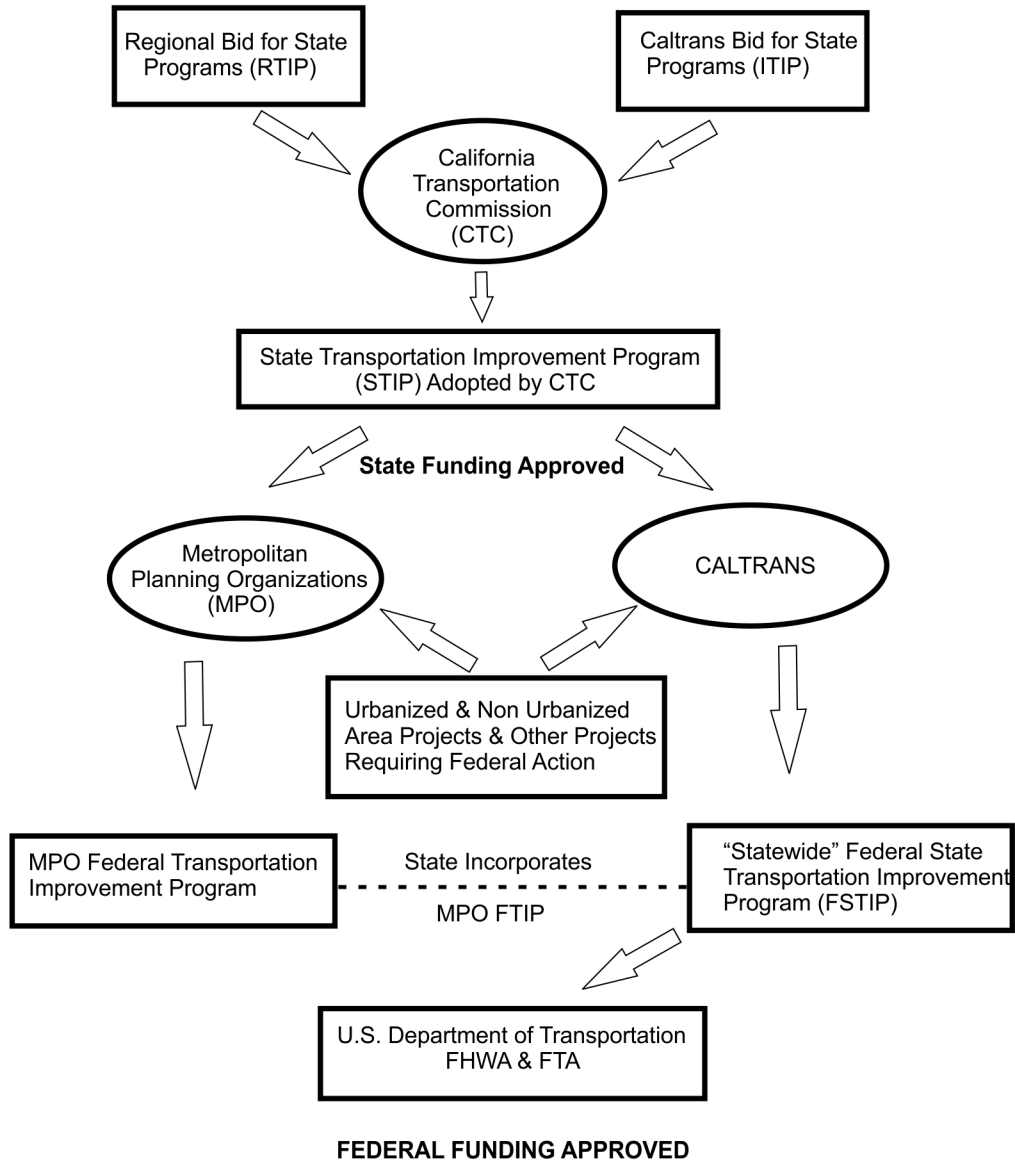 Regional Bid for State
Programs (RTIP)
Caltrans Bid for State
Programs (ITIP)
California
Transportation
Commission
(CTC)
State Transportation Improvement Program
(STIP) Adopted by CTC
State Funding Approved
Metropolitan
Planning Organizations
(MPO)
CALTRANS
Urbanized & Non Urbanized
Area Projects & Other Projects
Requiring Federal Action
MPO Federal Transportation
Improvement Program
State Incorporates
MPO FTIP
“Statewide” Federal State
Transportation Improvement
Program (FSTIP)
U.S. Department of Transportation
FHWA & FTA
FEDERAL FUNDING APPROVED